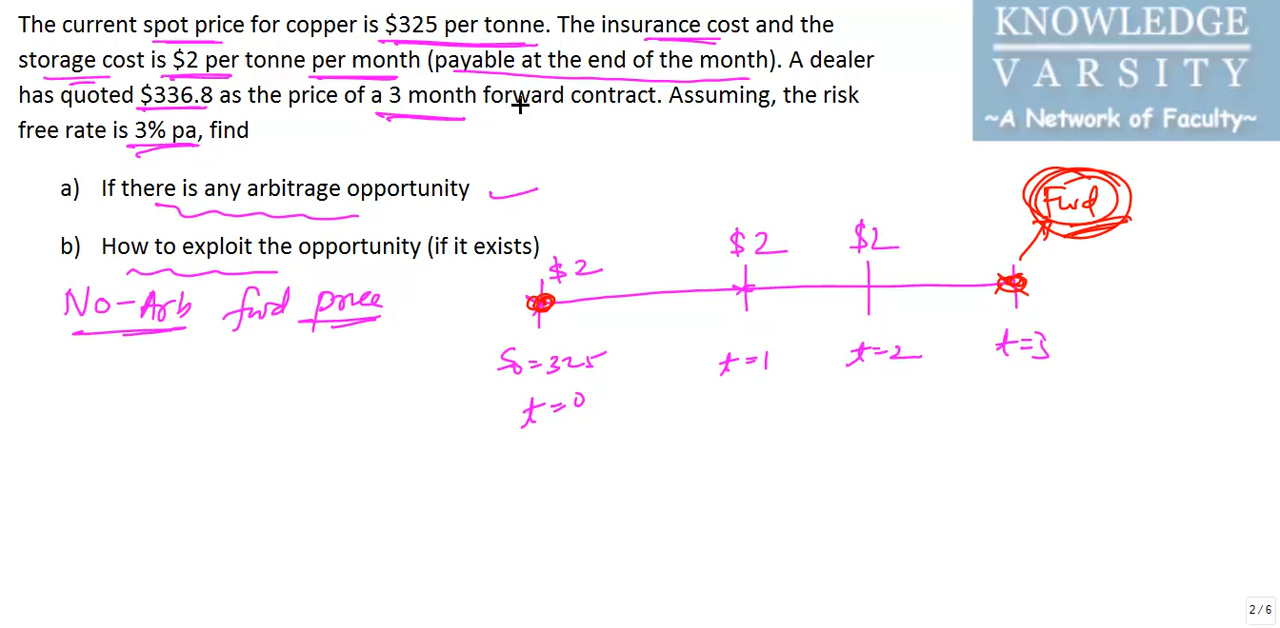 The current spot price for copper is $325 per tonne. The insurance cost and the
storage cost is $2 per tonne per month (payable at the end of the month). A dealer
has quoted $336.8 as the price of a 3 month forward contract. Assuming, the risk
free rate is 3% pa, find
KNOWLEDGE
VARSITY
~A Network of Faculty~
a) If there is any arbitrage opportunity
b) How to exploit the opportunity (if it exists)
Fwd
$2
$2
$2
No-Arb fwd price
S0=325
t=1
t=2
t=3
t=0
2 / 6